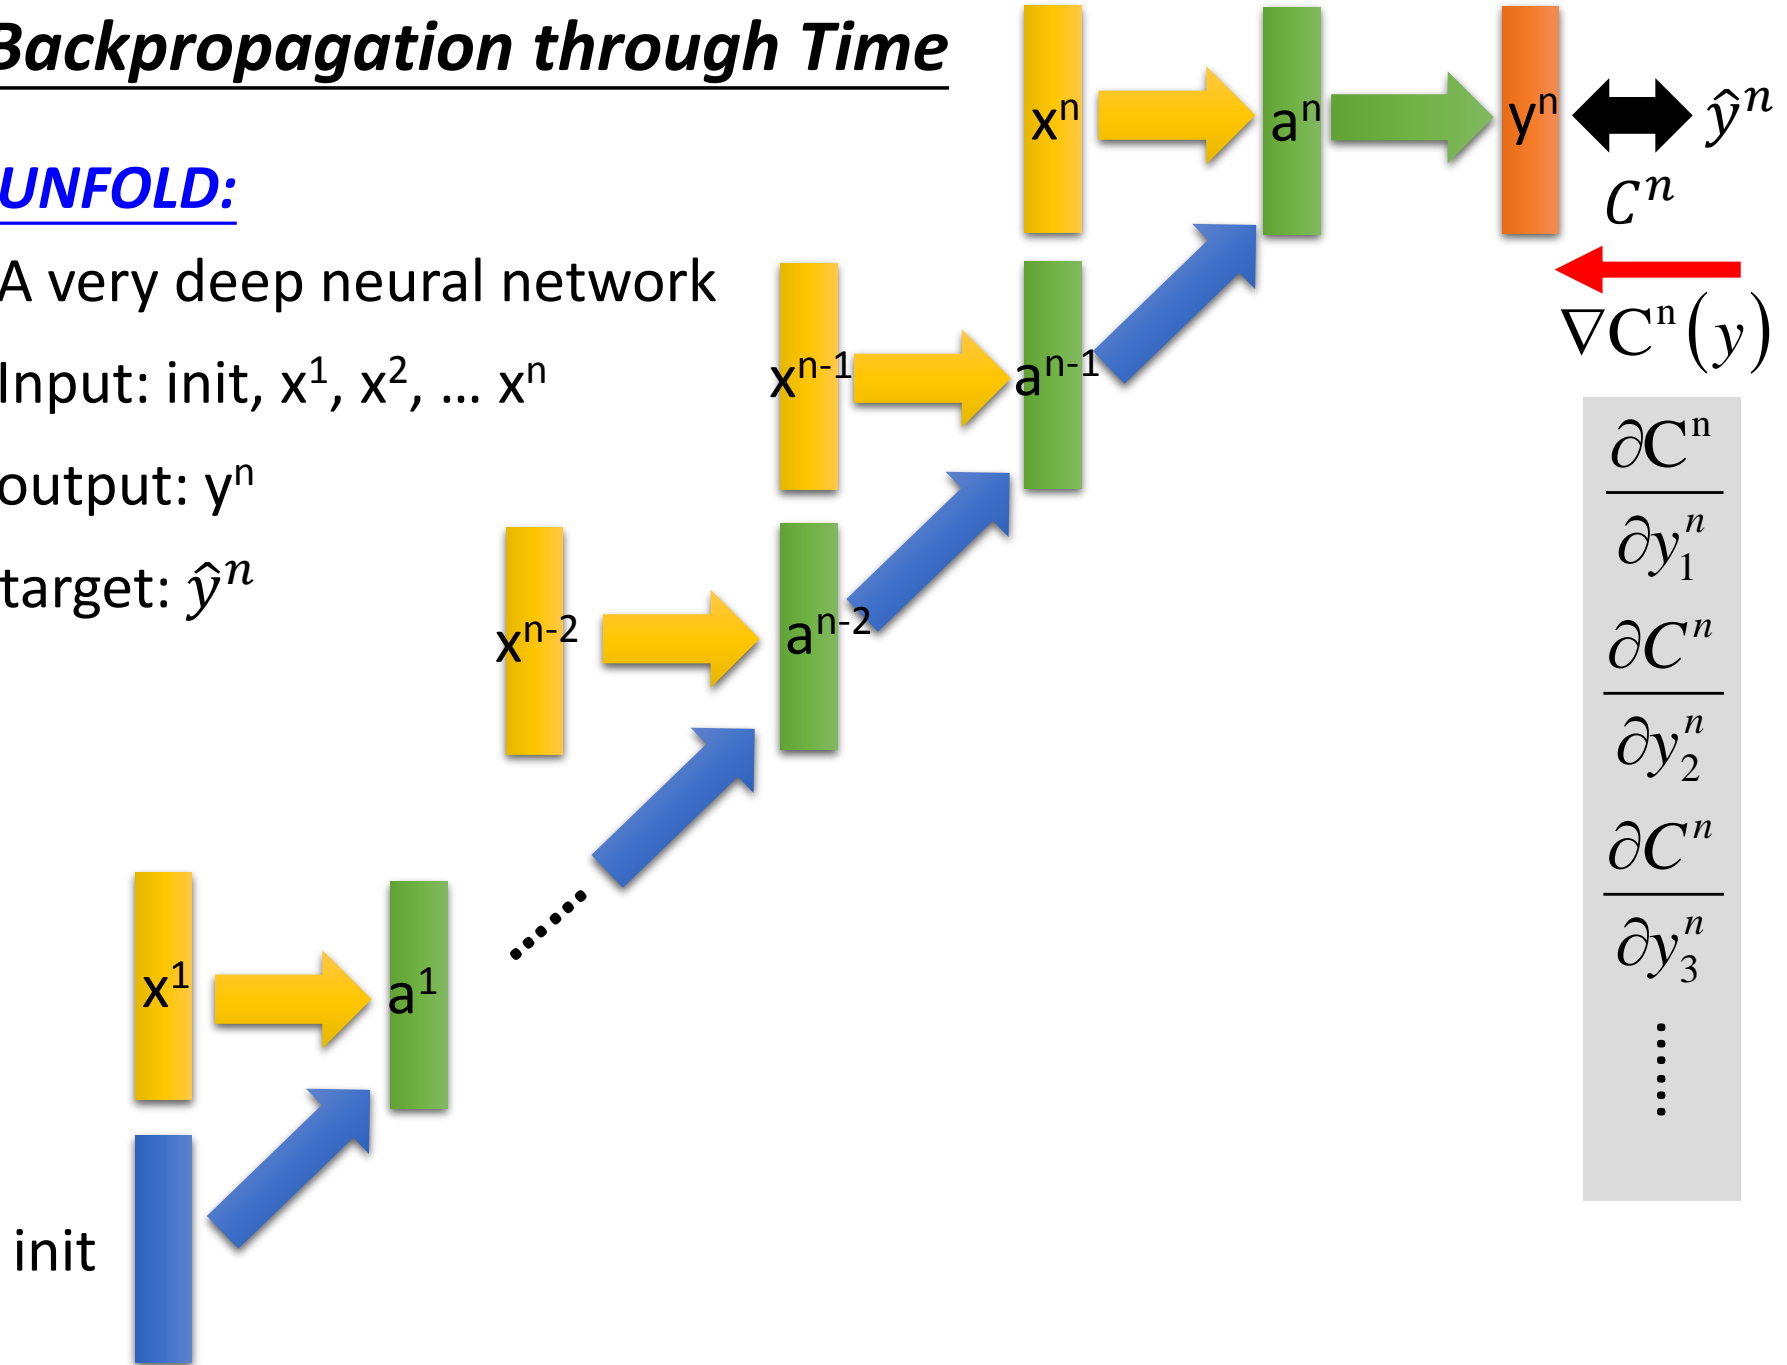 Backpropagation through Time
UNFOLD:
A very deep neural network
Input: init, x¹, x², … xⁿ
output: yⁿ
target: ŷⁿ
xⁿ
aⁿ
yⁿ
ŷⁿ
Cⁿ
∇Cⁿ(y)
xⁿ⁻¹
aⁿ⁻¹
xⁿ⁻²
aⁿ⁻²
∂Cⁿ
∂y₁ⁿ
∂Cⁿ
∂y₂ⁿ
∂Cⁿ
∂y₃ⁿ
......
......
x¹
a¹
init